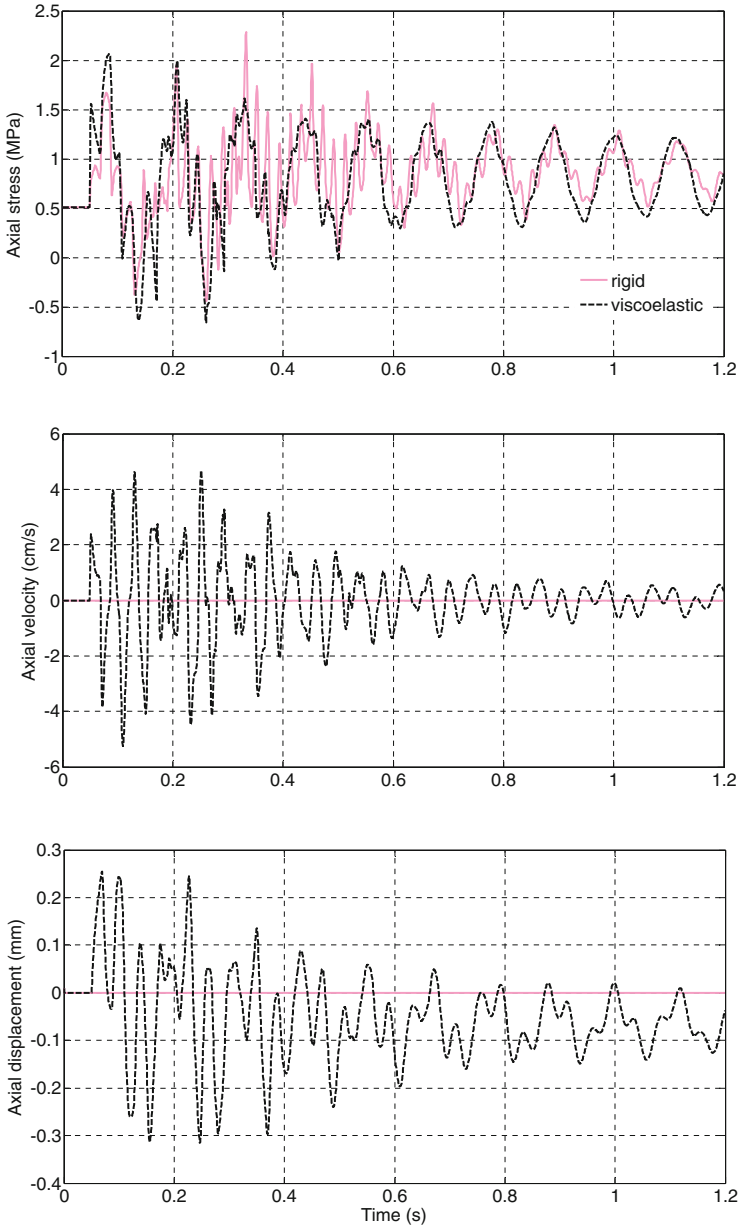 2.5
2
1.5
1
0.5
0
-0.5
-1
Axial stress (MPa)
rigid
viscoelastic
0 0.2 0.4 0.6 0.8 1 1.2
6
4
2
0
-2
-4
-6
Axial velocity (cm/s)
0 0.2 0.4 0.6 0.8 1 1.2
0.3
0.2
0.1
0
-0.1
-0.2
-0.3
-0.4
Axial displacement (mm)
0 0.2 0.4 0.6 0.8 1 1.2
Time (s)